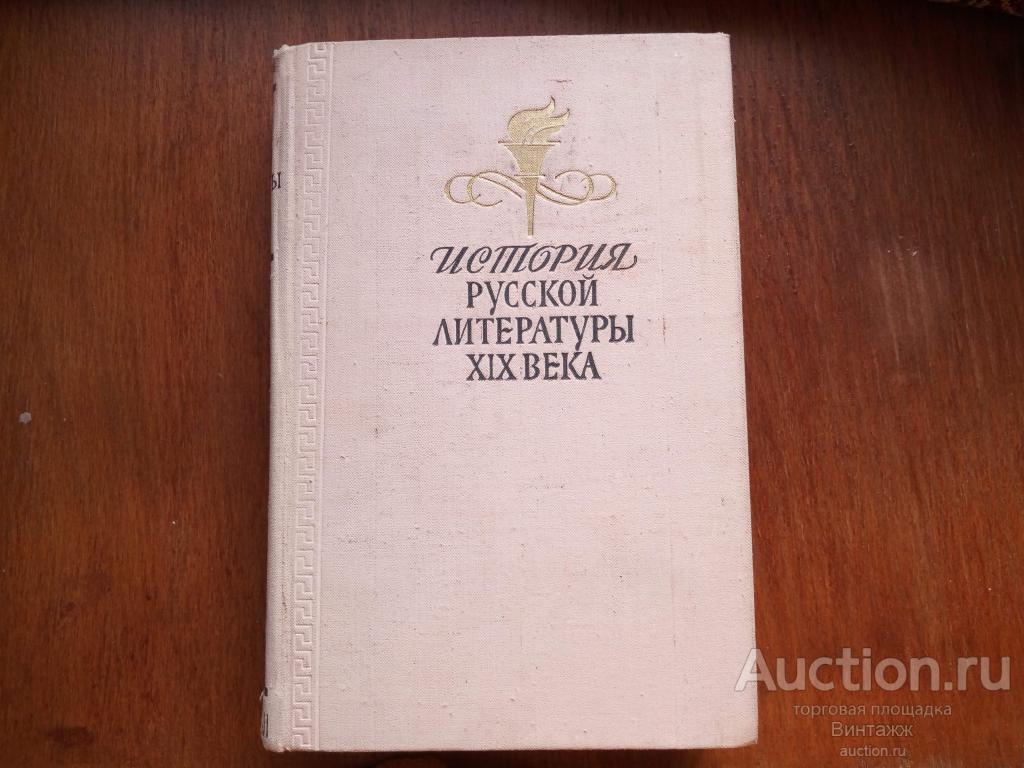 ИСТОРИЯ
РУССКОЙ
ЛИТЕРАТУРЫ
XIX ВЕКА
Auction.ru
торговая площадка
Винтажж
auction.ru